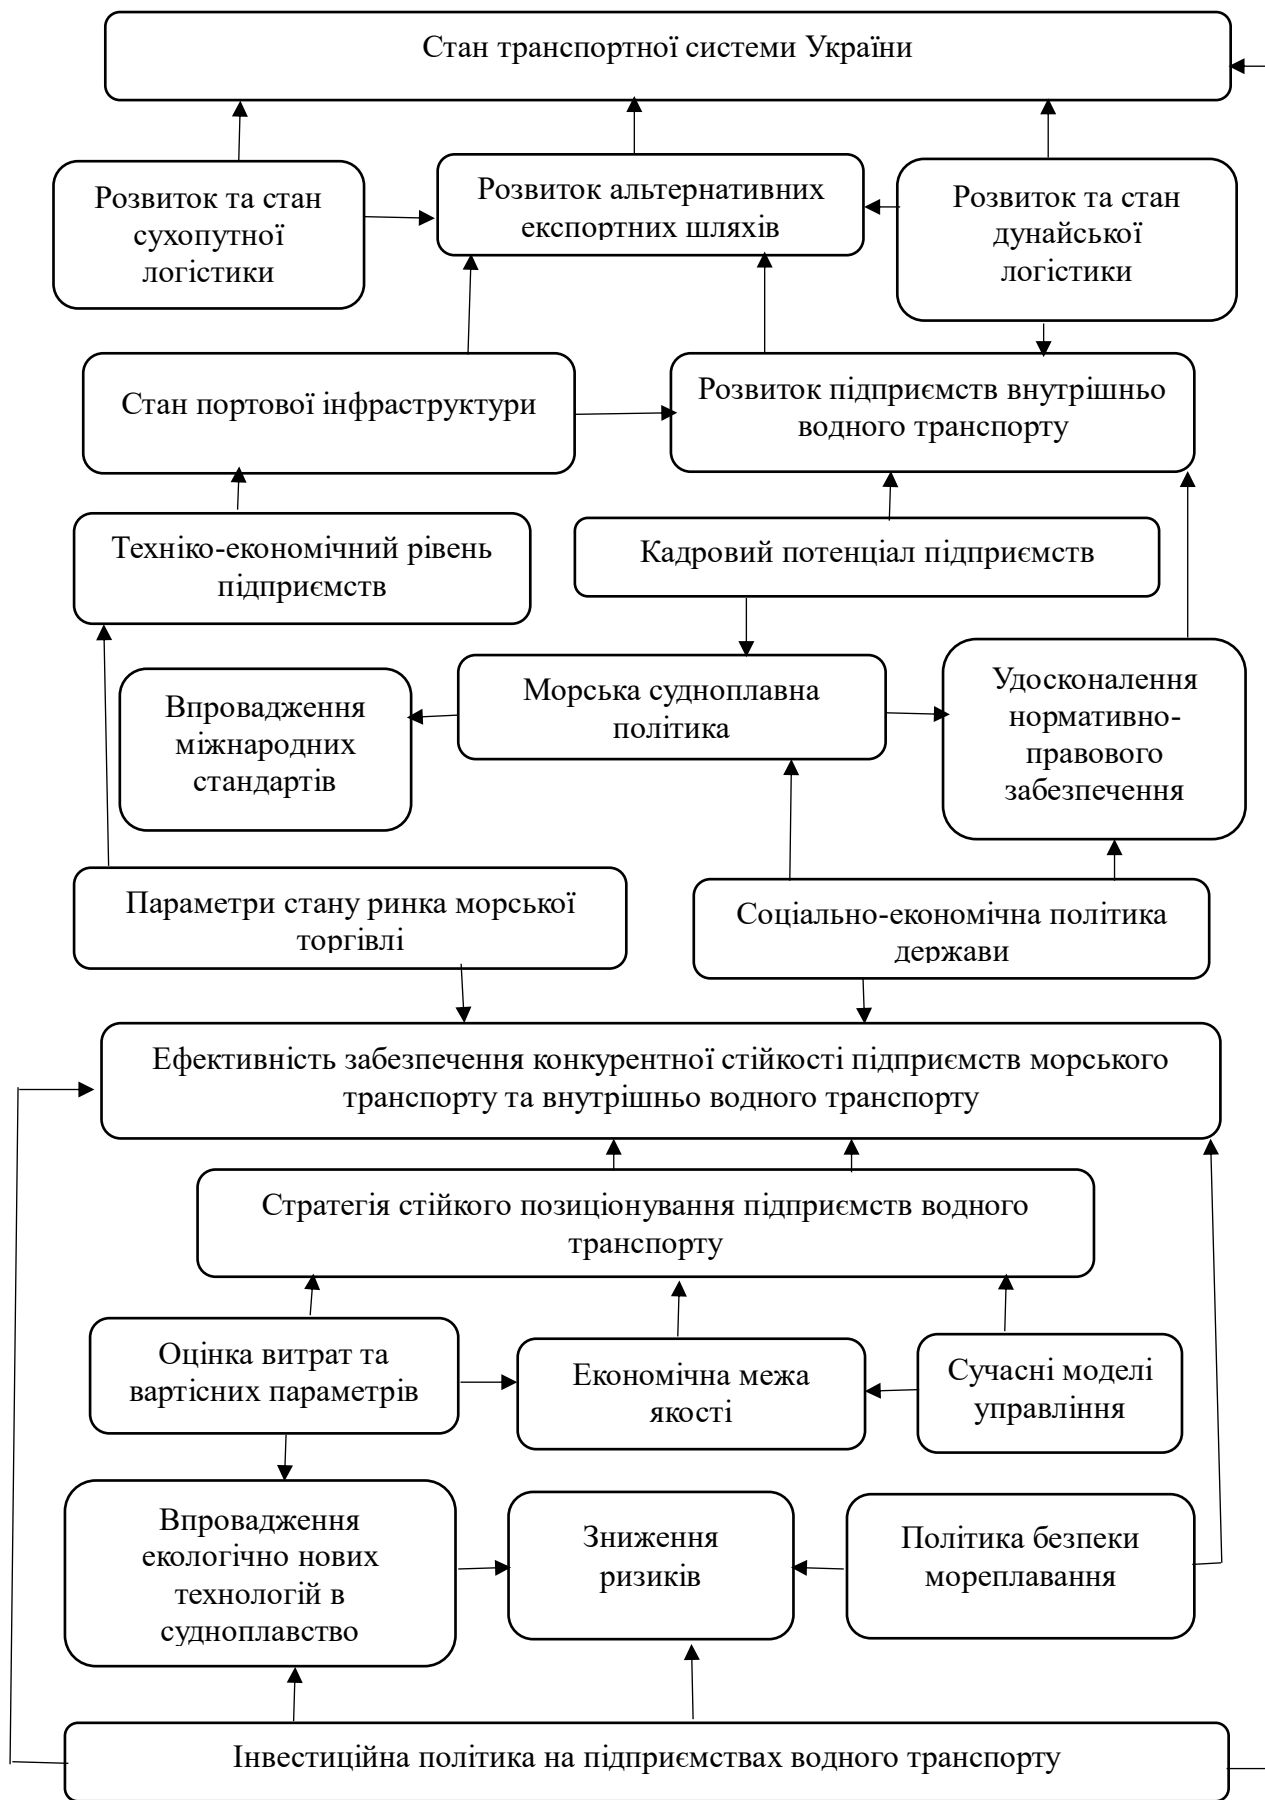 Стан транспортної системи України
Розвиток та стан
сухопутної
логістики
Розвиток альтернативних
експортних шляхів
Розвиток та стан
дунайської
логістики
Стан портової інфраструктури
Розвиток підприємств внутрішньо
водного транспорту
Техніко-економічний рівень
підприємств
Кадровий потенціал підприємств
Впровадження
міжнародних
стандартів
Морська судноплавна
політика
Удосконалення
нормативно-
правового
забезпечення
Параметри стану ринка морської
торгівлі
Соціально-економічна політика
держави
Ефективність забезпечення конкурентної стійкості підприємств морського
транспорту та внутрішньо водного транспорту
Стратегія стійкого позиціонування підприємств водного
транспорту
Оцінка витрат та
вартісних параметрів
Економічна межа
якості
Сучасні моделі
управління
Впровадження
екологічно нових
технологій в
судноплавство
Зниження
ризиків
Політика безпеки
мореплавання
Інвестиційна політика на підприємствах водного транспорту